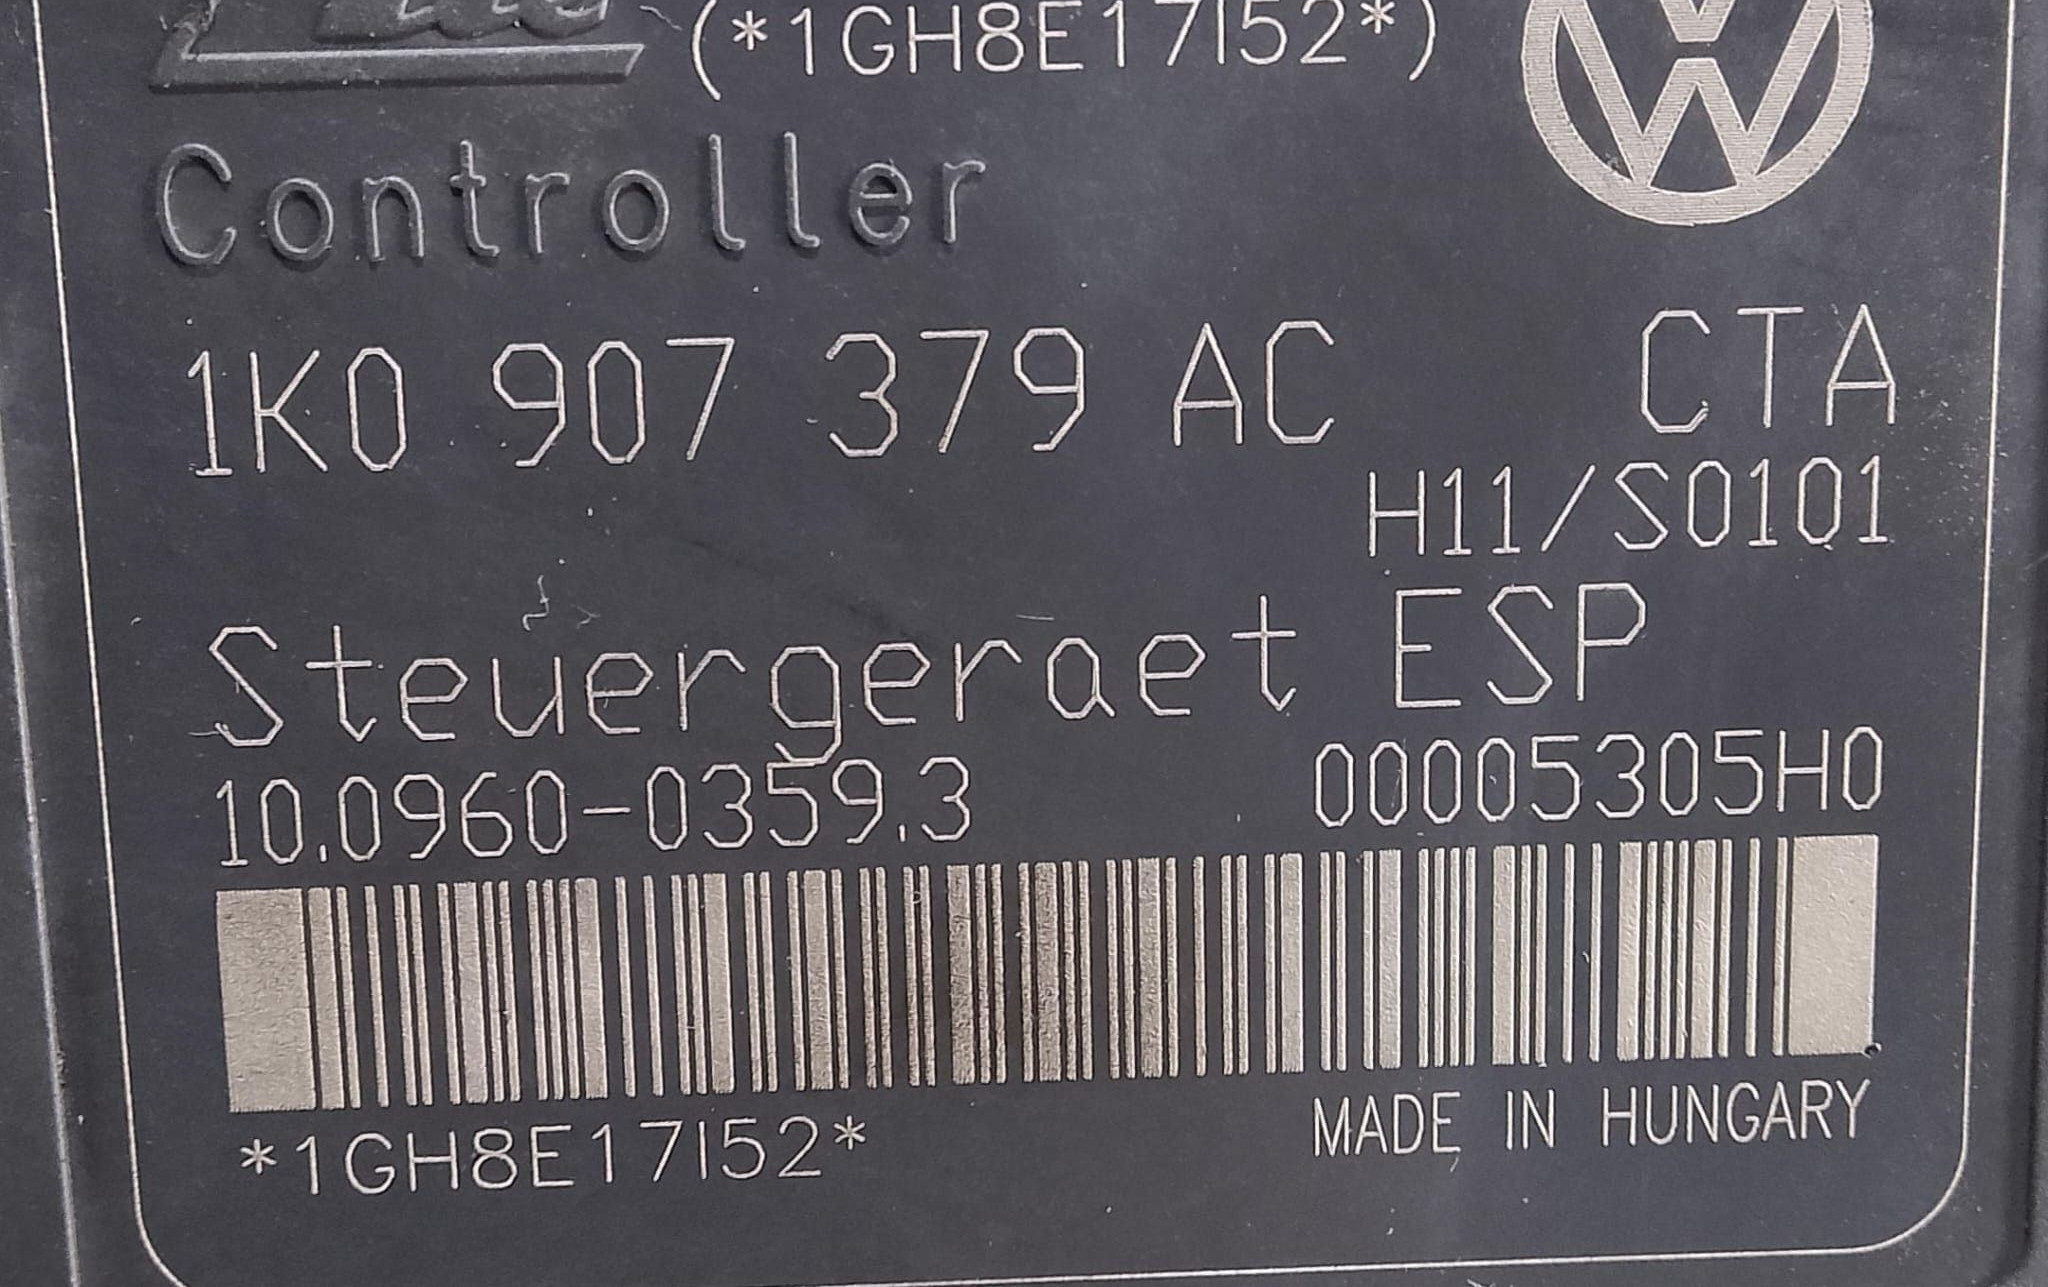 (*1GH8E17I52*)
Controller
1K0 907 379 AC CTA
H11/S0101
Steuergeraet ESP
10.0960-0359.3 00005305H0
*1GH8E17I52* MADE IN HUNGARY